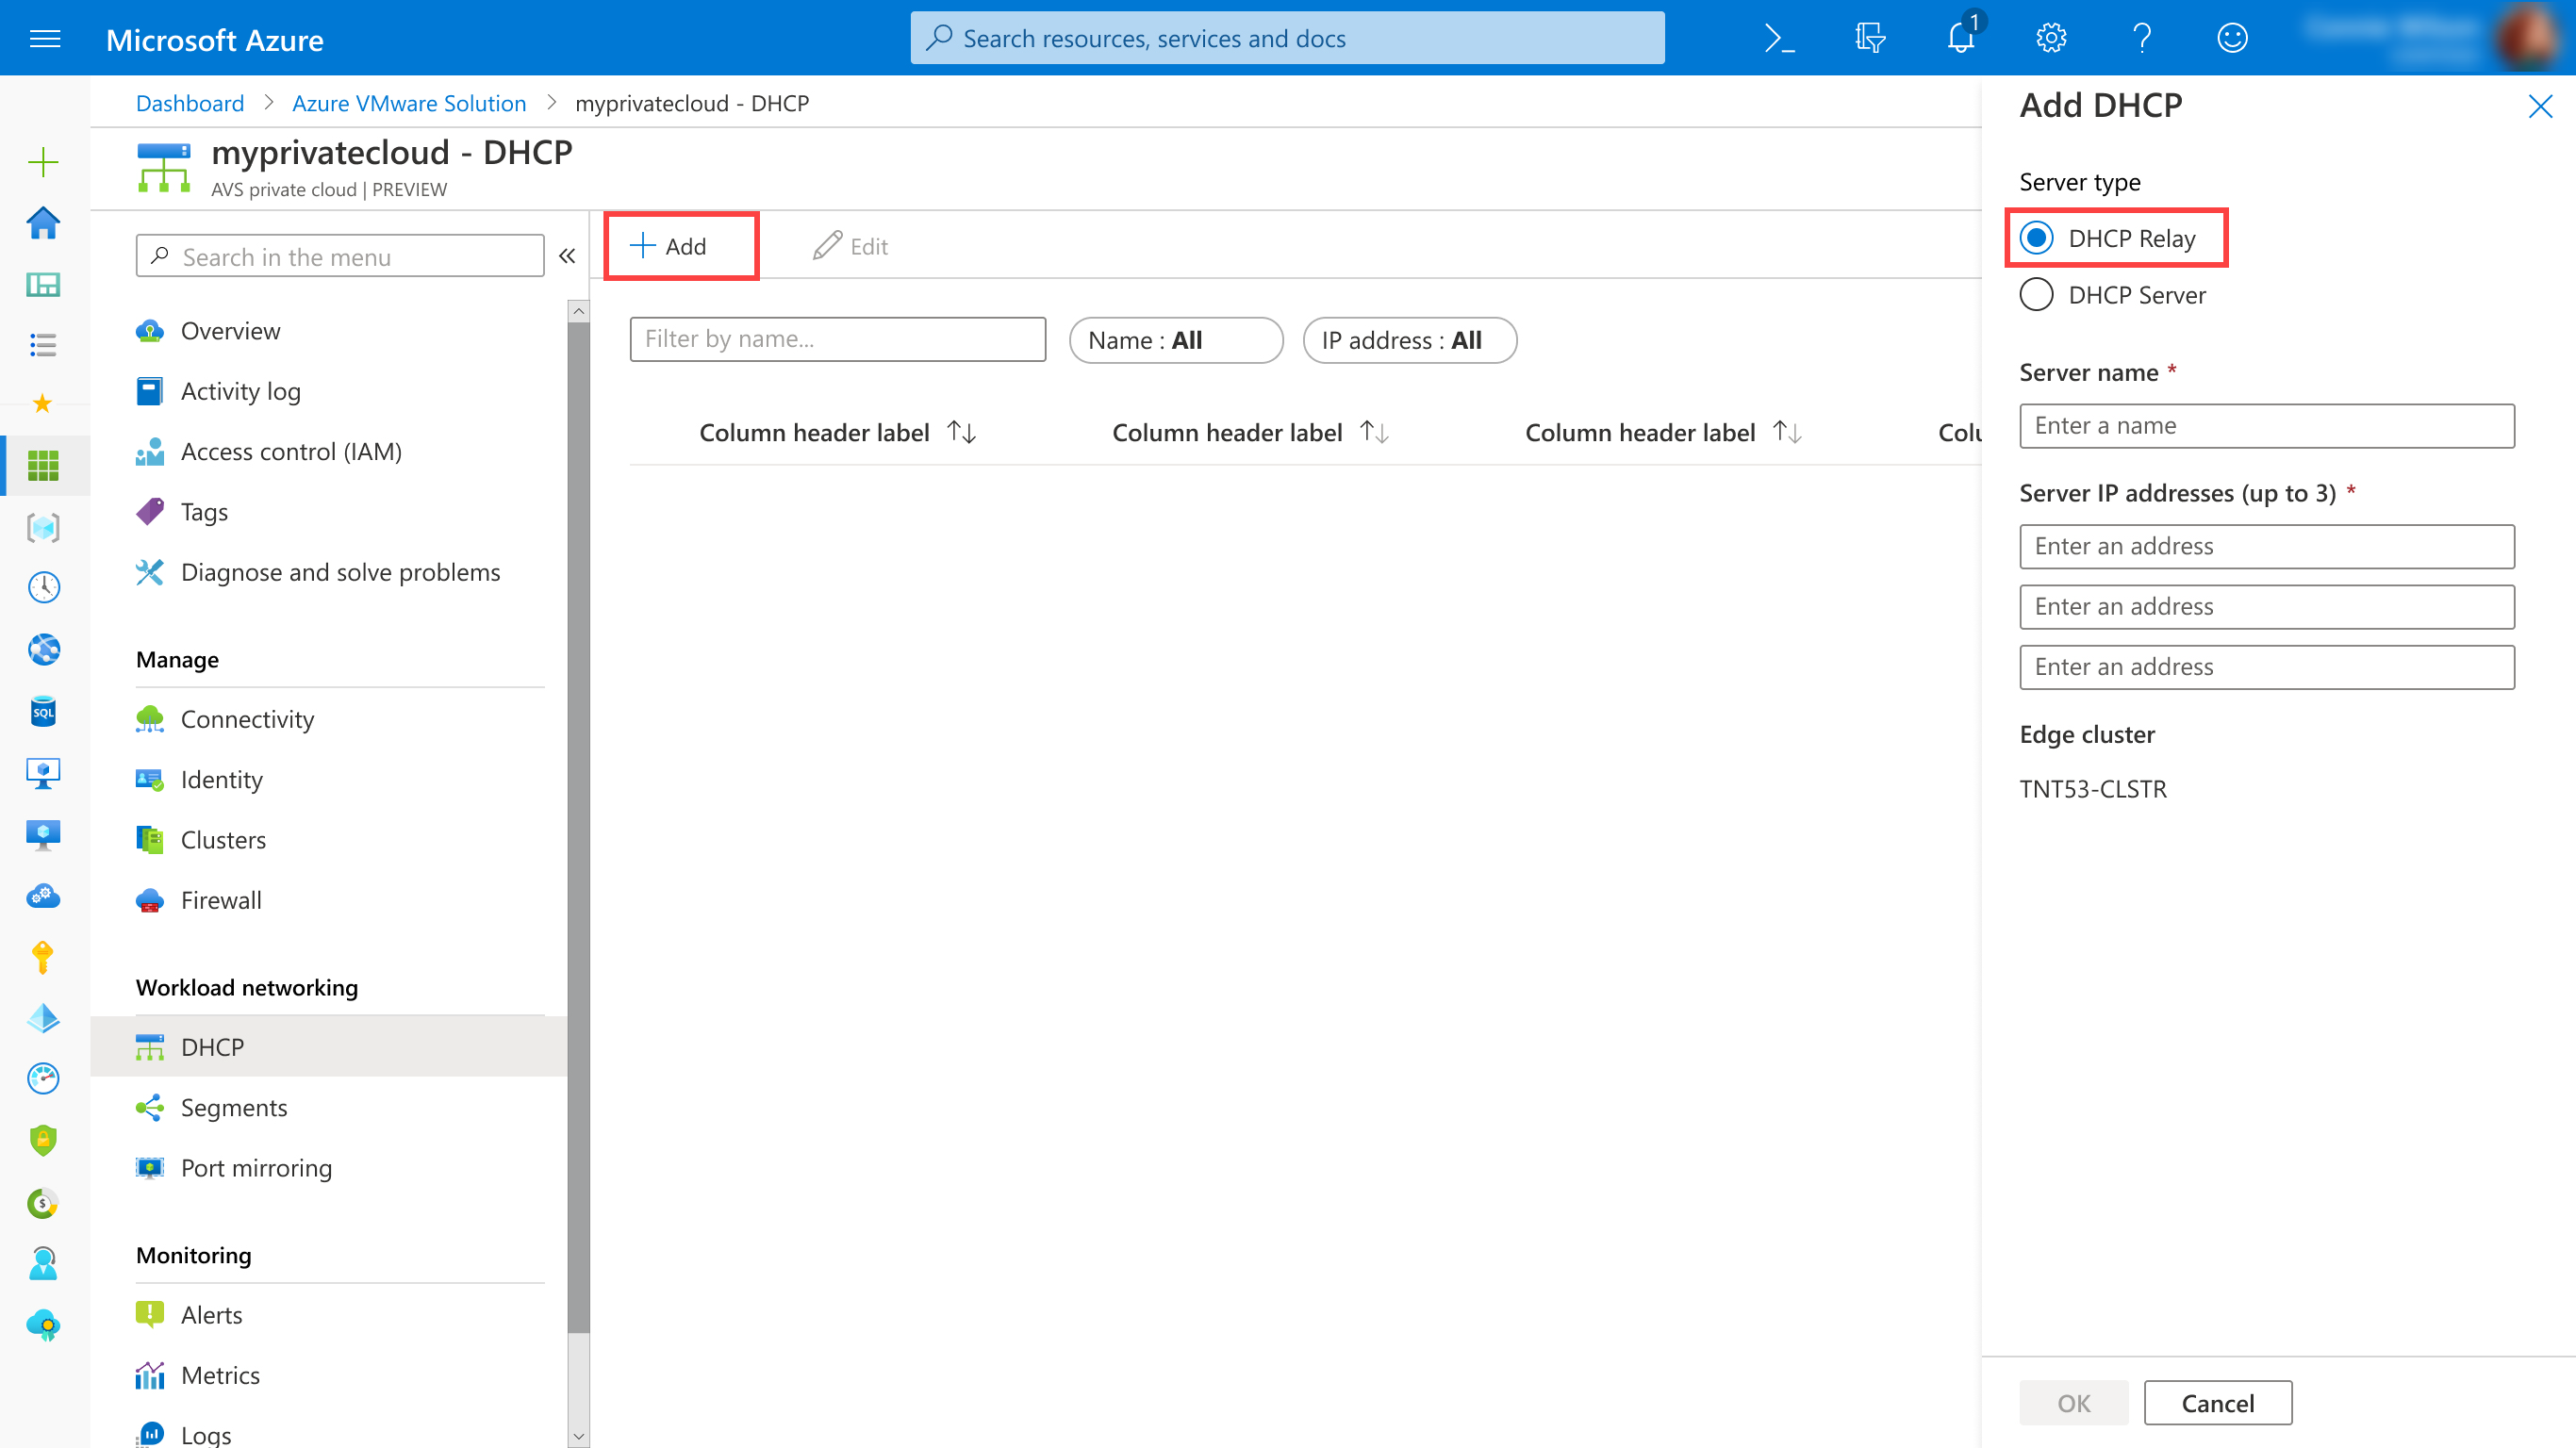 Microsoft Azure
Search resources, services and docs
1
Dashboard > Azure VMware Solution > myprivatecloud - DHCP
myprivatecloud - DHCP
AVS private cloud | PREVIEW
Search in the menu
«
Overview
Activity log
Access control (IAM)
Tags
Diagnose and solve problems
Manage
Connectivity
Identity
Clusters
Firewall
Workload networking
DHCP
Segments
Port mirroring
Monitoring
Alerts
Metrics
Logs
SQL
Add
Edit
Filter by name...
Name : All
IP address : All
Column header label
Column header label
Column header label
Colu
Add DHCP
Server type
DHCP Relay
DHCP Server
Server name *
Enter a name
Server IP addresses (up to 3) *
Enter an address
Enter an address
Enter an address
Edge cluster
TNT53-CLSTR
OK
Cancel